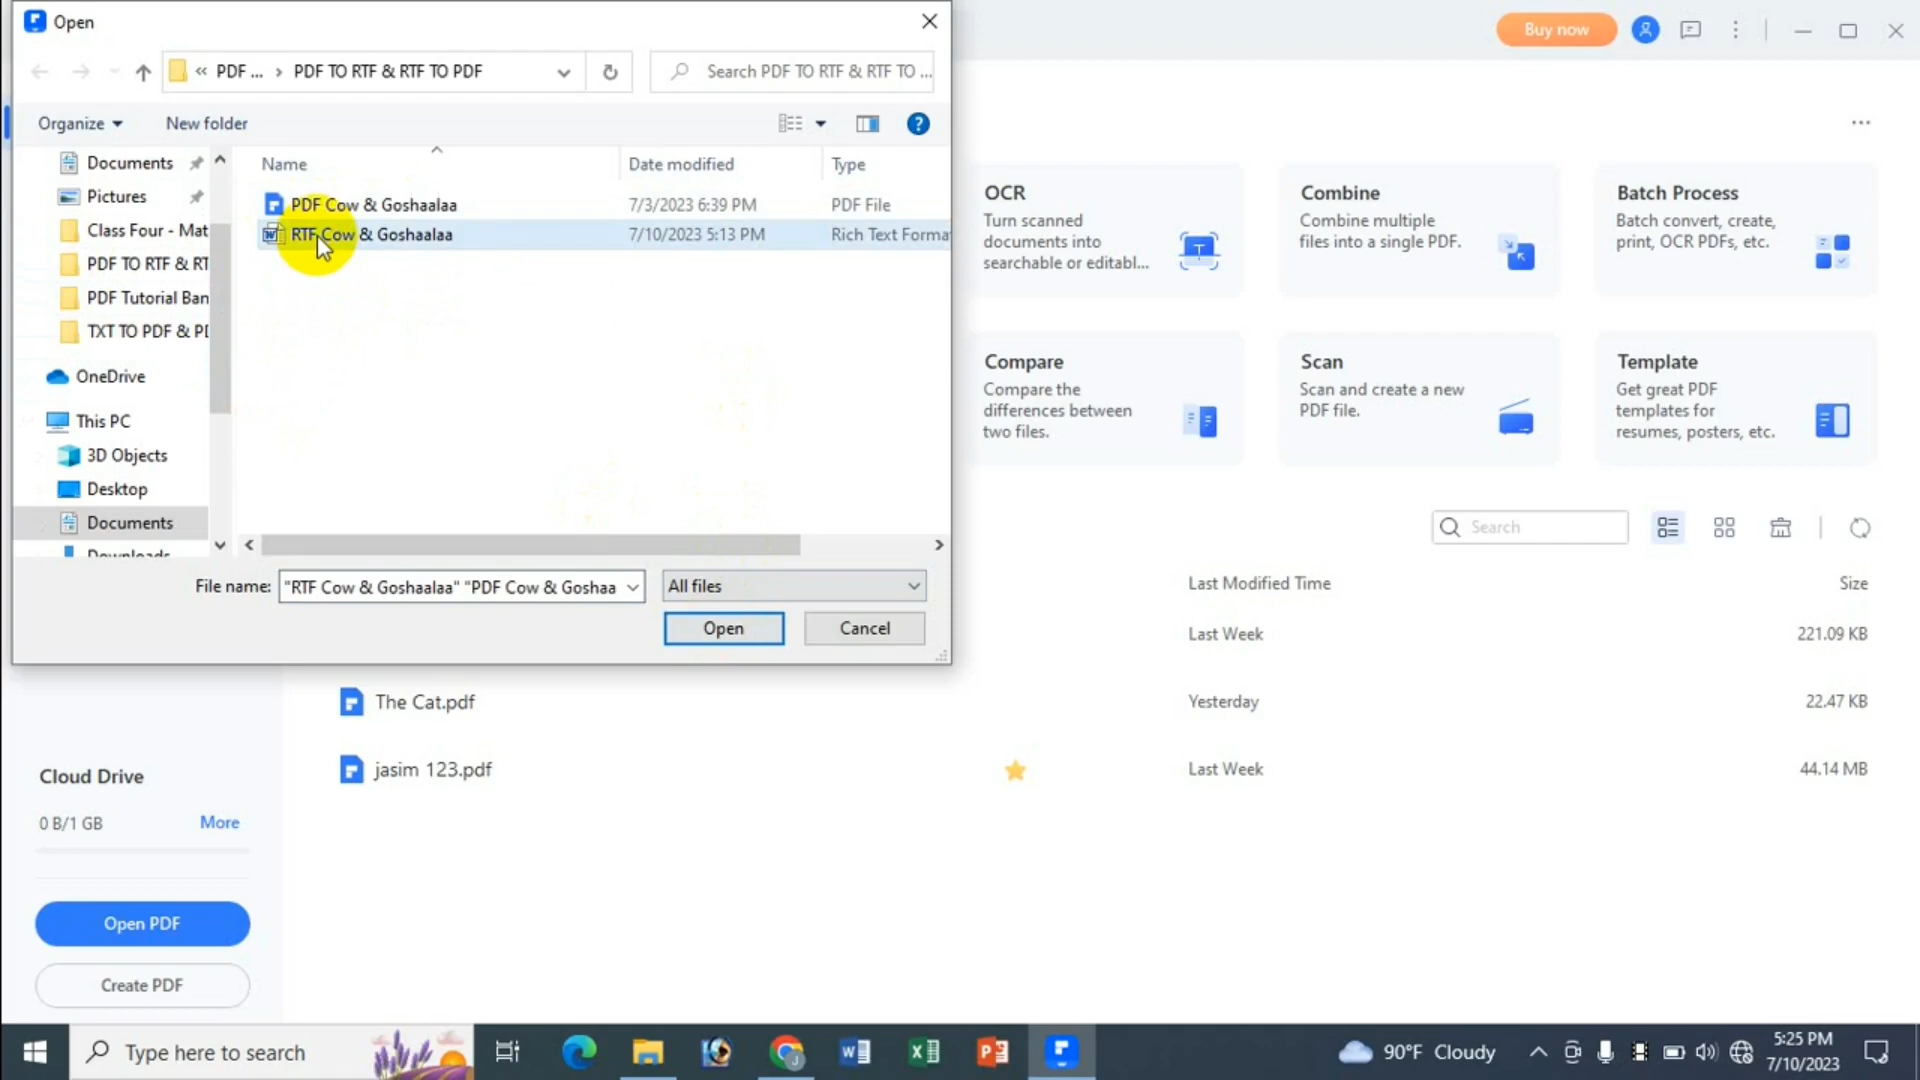 Open
Buy now
« PDF ... › PDF TO RTF & RTF TO PDF
Search PDF TO RTF & RTF TO ...
Organize
New folder
Name
Date modified
Type
Documents
Pictures
Class Four - Mat
PDF TO RTF & RT
PDF Tutorial Ban
TXT TO PDF & PI
OneDrive
This PC
3D Objects
Desktop
Documents
Downloads
PDF Cow & Goshaalaa
7/3/2023 6:39 PM
PDF File
RTF Cow & Goshaalaa
7/10/2023 5:13 PM
Rich Text Forma
File name:
"RTF Cow & Goshaalaa" "PDF Cow & Goshaa
All files
Open
Cancel
OCR
Turn scanned
documents into
searchable or editabl...
Combine
Combine multiple
files into a single PDF.
Batch Process
Batch convert, create,
print, OCR PDFs, etc.
Compare
Compare the
differences between
two files.
Scan
Scan and create a new
PDF file.
Template
Get great PDF
templates for
resumes, posters, etc.
Search
Last Modified Time
Size
Last Week
221.09 KB
The Cat.pdf
Yesterday
22.47 KB
jasim 123.pdf
Last Week
44.14 MB
Cloud Drive
0 B/1 GB
More
Open PDF
Create PDF
Type here to search
90°F Cloudy
5:25 PM
7/10/2023